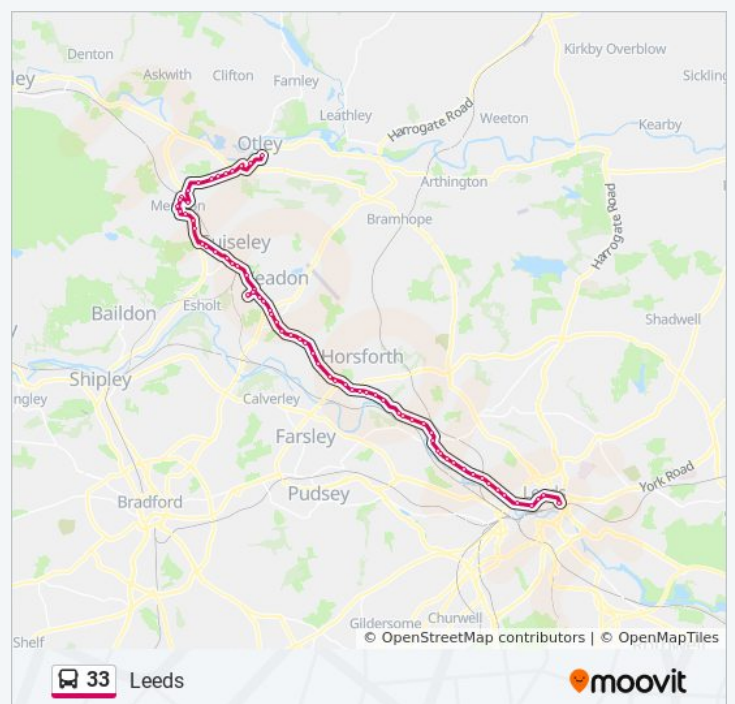 Denton
Kirkby Overblow
Askwith
Clifton
Farnley
Leathley
Harrogate Road
Weeton
Kearby
Otley
Arthington
Bramhope
Harrogate Road
Esholt
Baildon
Shadwell
Horsforth
Shipley
Calverley
Farsley
York Road
Pudsey
Bradford
Gildersome
Churwell
Shelf
© OpenStreetMap contributors | © OpenMapTiles
33 Leeds
moovit